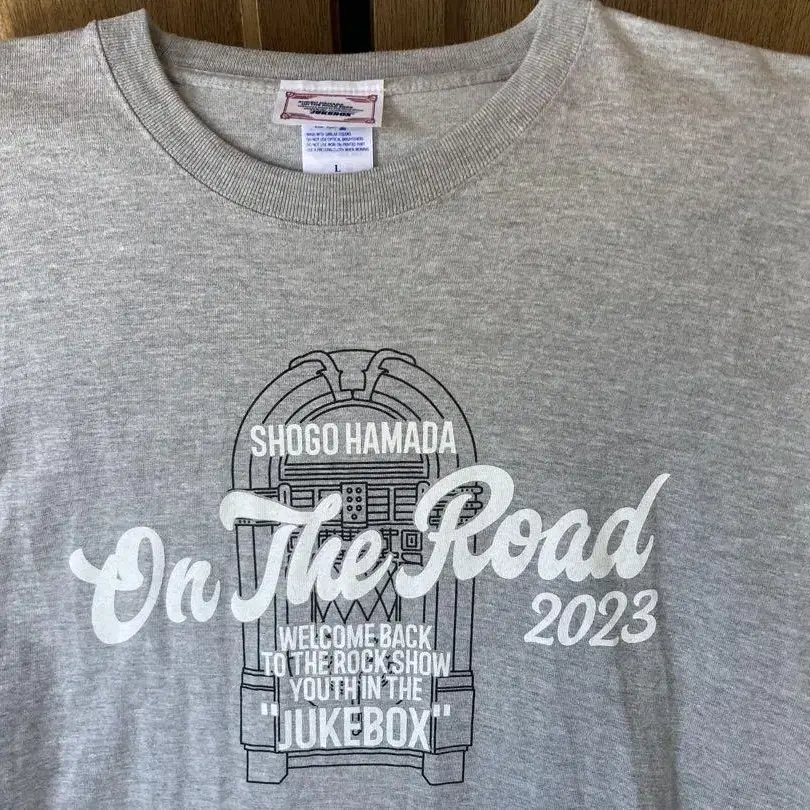 L
SHOGO HAMADA
On The Road
2023
WELCOME BACK
TO THE ROCK SHOW
YOUTH IN THE
"JUKEBOX"